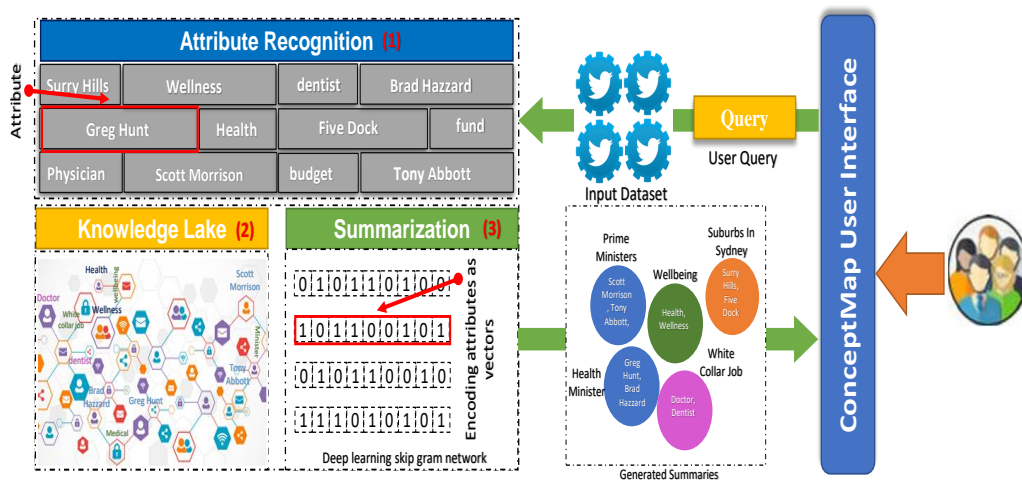 Attribute Recognition (1)
Attribute
Surry Hills
Wellness
dentist
Brad Hazzard
Greg Hunt
Health
Five Dock
fund
Physician
Scott Morrison
budget
Tony Abbott
Input Dataset
Query
User Query
ConceptMap User Interface
Knowledge Lake (2)
Health
wellbeing
Scott
Morrison
Doctor
White
collar job
Wellness
Minister
dentist
Tony
Abbott
Brad
Hazzard
Greg Hunt
Medical
Summarization (3)
0 1 0 1 1 0 1 0 0
1 0 1 1 0 0 1 0 1
0 1 0 1 1 0 0 1 0
1 1 1 0 1 0 1 0 1
Encoding attributes as
vectors
Deep learning skip gram network
Prime
Ministers
Scott
Morrison
, Tony
Abbott,
Wellbeing
Health,
Wellness
Suburbs In
Sydney
Surry
Hills,
Five
Dock
Health
Minister
Greg
Hunt,
Brad
Hazzard
White
Collar Job
Doctor,
Dentist
Generated Summaries